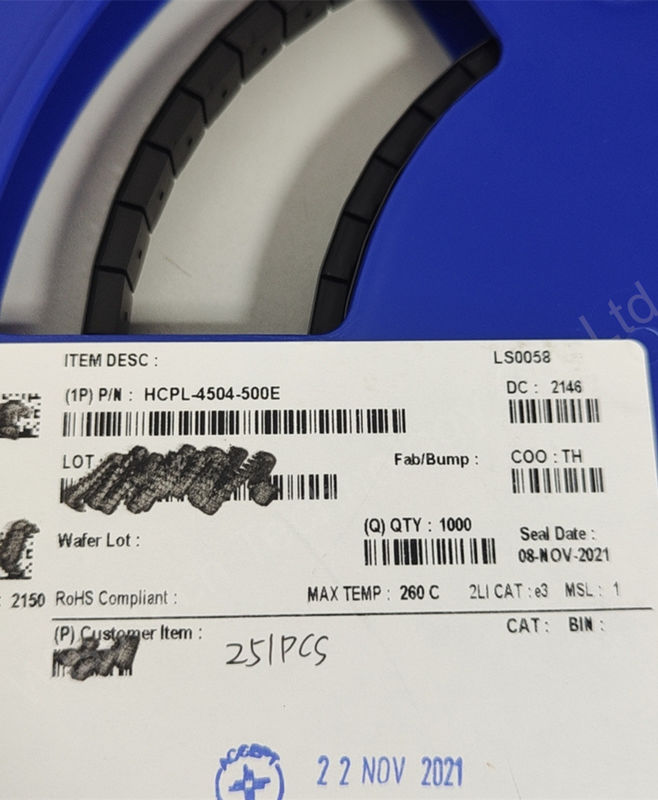 Ltd
ITEM DESC :
LS0058
(1P) P/N : HCPL-4504-500E
DC : 2146
LOT
Fab/Bump :
COO : TH
Wafer Lot :
(Q) QTY : 1000
Seal Date :
08-NOV-2021
: 2150 RoHS Compliant :
MAX TEMP : 260 C 2LI CAT : e3 MSL : 1
(P) Customer Item :
CAT : BIN :
251PCS
ACCEPT
22 NOV 2021